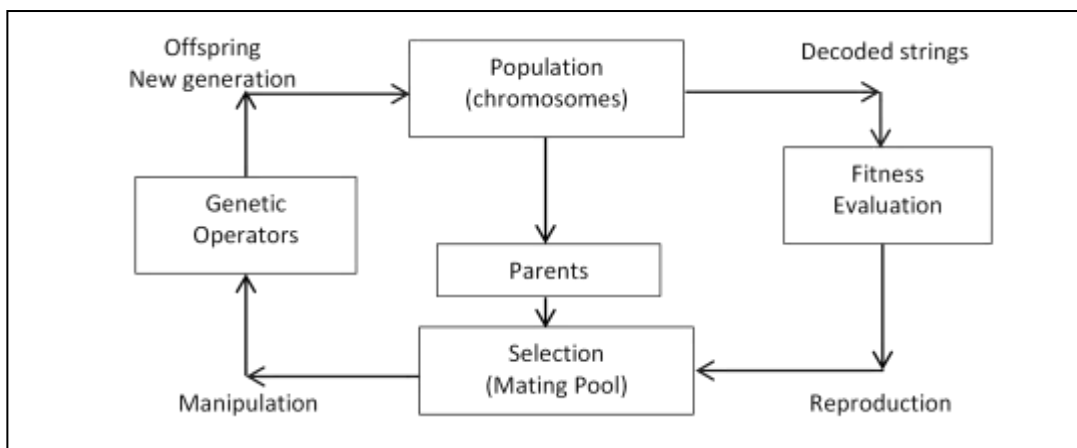 Offspring
New generation
Population
(chromosomes)
Decoded strings
Genetic
Operators
Fitness
Evaluation
Parents
Selection
(Mating Pool)
Manipulation
Reproduction